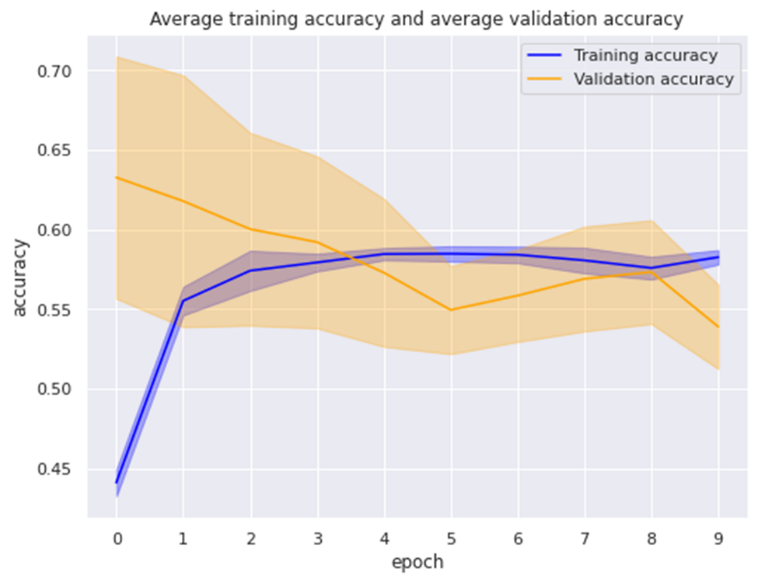 Average training accuracy and average validation accuracy
Training accuracy
Validation accuracy
0.70
0.65
0.60
0.55
0.50
0.45
accuracy
0 1 2 3 4 5 6 7 8 9
epoch